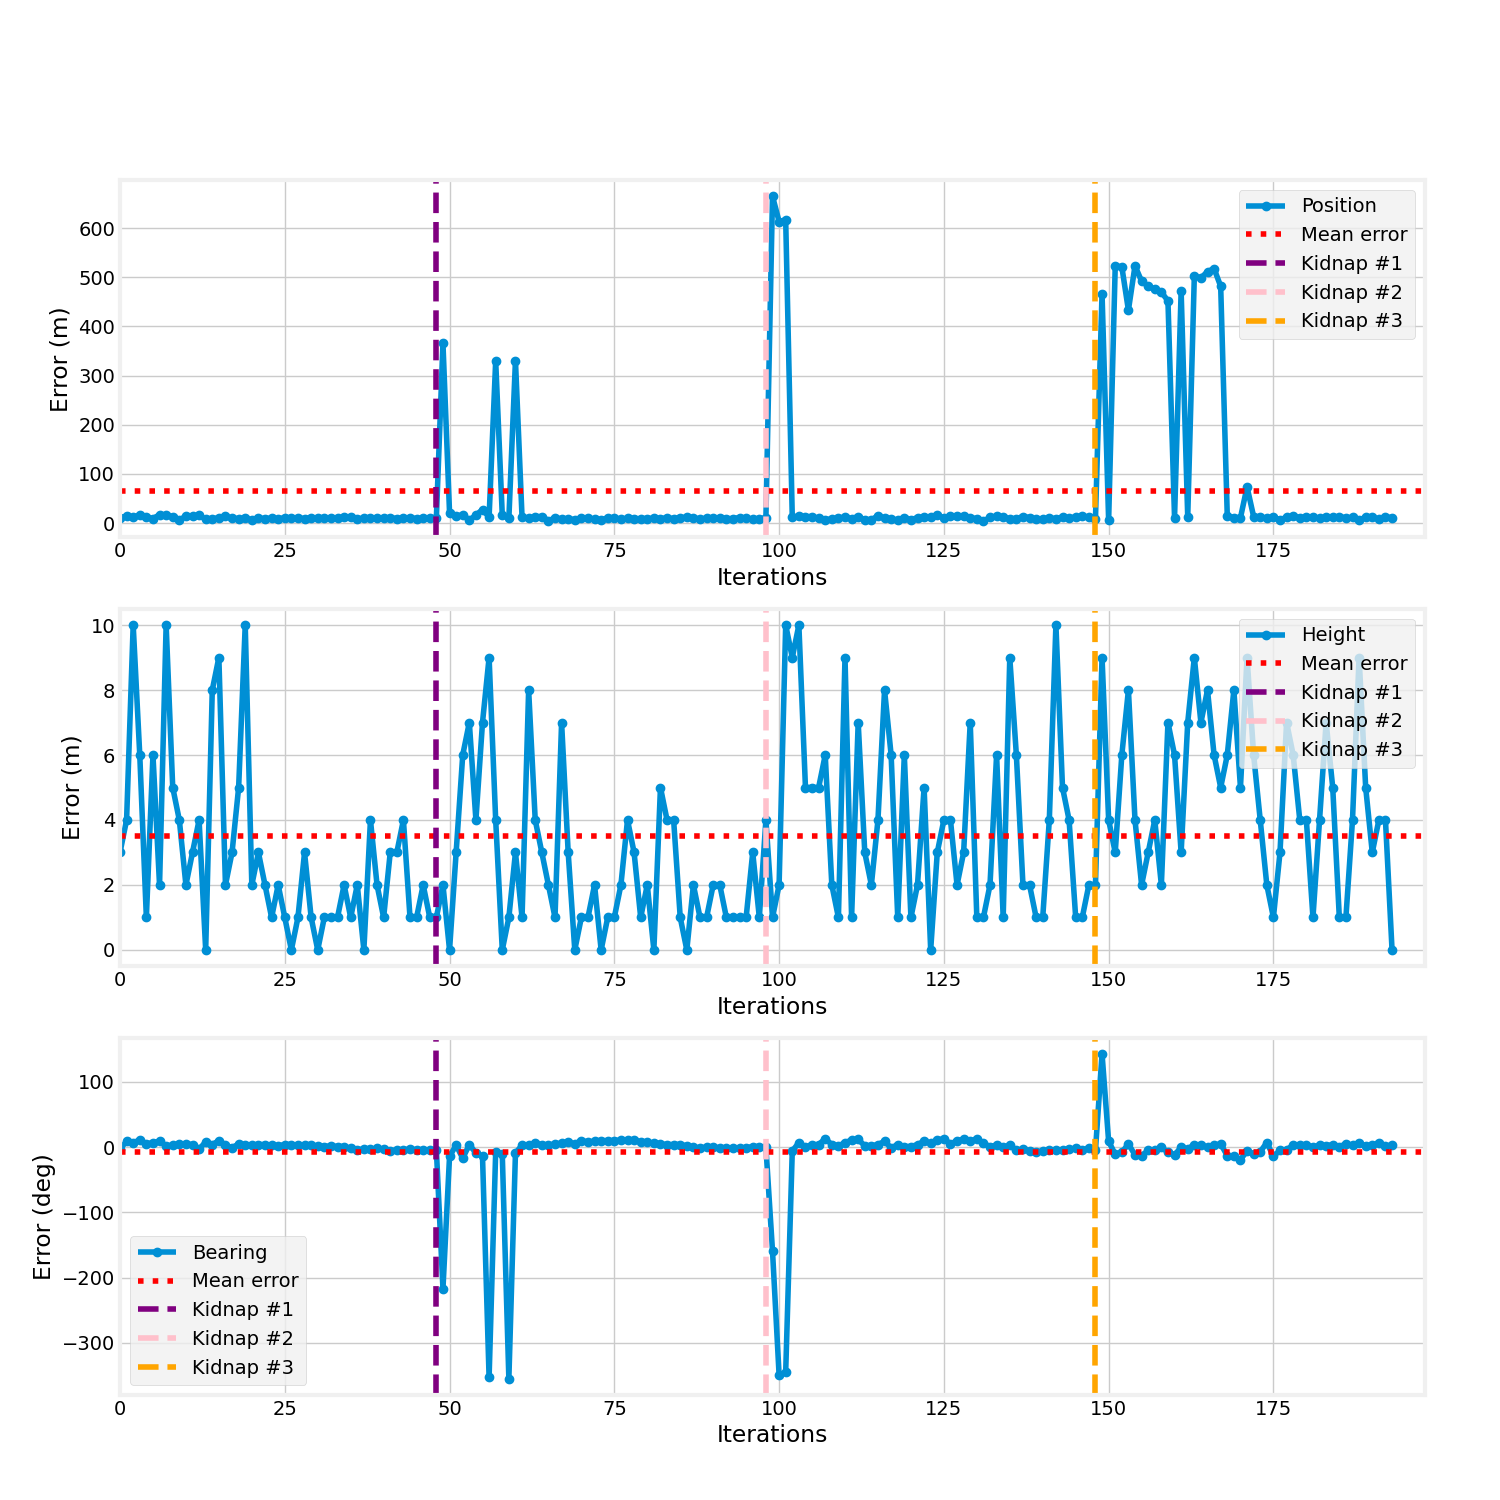 600
500
400
300
200
100
0
Error (m)
Position
Mean error
Kidnap #1
Kidnap #2
Kidnap #3
0 25 50 75 100 125 150 175
Iterations
10
8
6
4
2
0
Error (m)
Height
Mean error
Kidnap #1
Kidnap #2
Kidnap #3
0 25 50 75 100 125 150 175
Iterations
100
0
−100
−200
−300
Error (deg)
Bearing
Mean error
Kidnap #1
Kidnap #2
Kidnap #3
0 25 50 75 100 125 150 175
Iterations